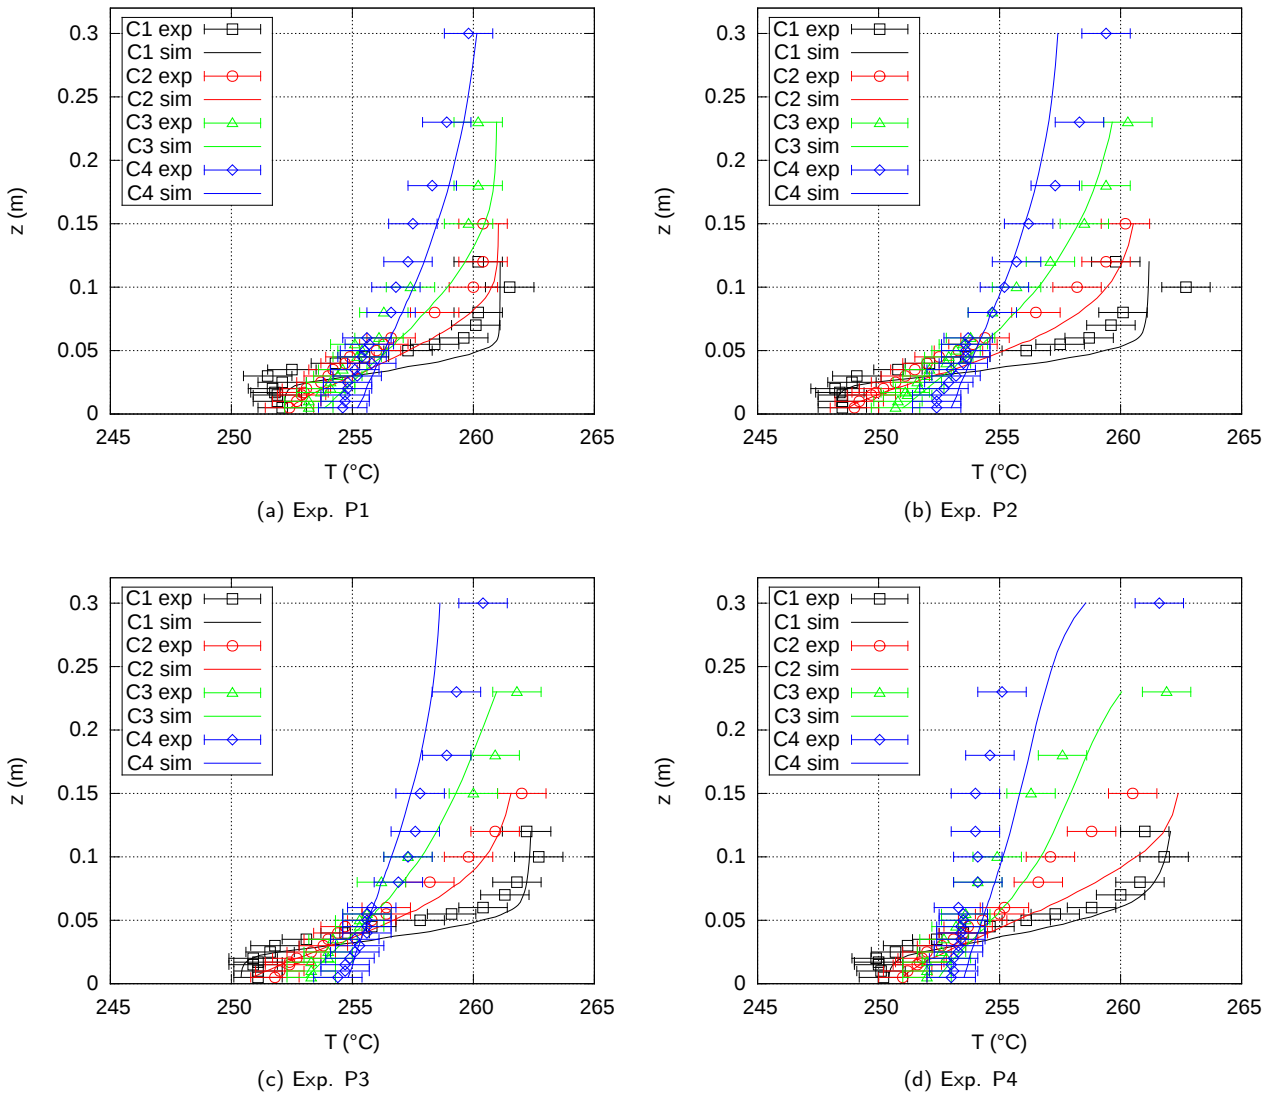 0.3
0.25
0.2
0.15
0.1
0.05
0
z (m)
C1 exp
C1 sim
C2 exp
C2 sim
C3 exp
C3 sim
C4 exp
C4 sim
245 250 255 260 265
T (°C)
(a) Exp. P1
0.3
0.25
0.2
0.15
0.1
0.05
0
z (m)
C1 exp
C1 sim
C2 exp
C2 sim
C3 exp
C3 sim
C4 exp
C4 sim
245 250 255 260 265
T (°C)
(b) Exp. P2
0.3
0.25
0.2
0.15
0.1
0.05
0
z (m)
C1 exp
C1 sim
C2 exp
C2 sim
C3 exp
C3 sim
C4 exp
C4 sim
245 250 255 260 265
T (°C)
(c) Exp. P3
0.3
0.25
0.2
0.15
0.1
0.05
0
z (m)
C1 exp
C1 sim
C2 exp
C2 sim
C3 exp
C3 sim
C4 exp
C4 sim
245 250 255 260 265
T (°C)
(d) Exp. P4